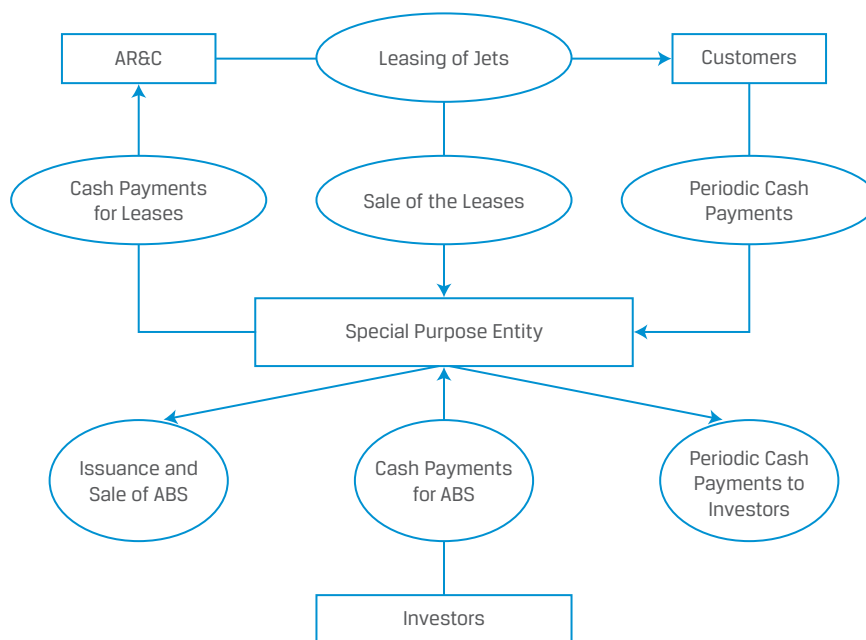 AR&C
Leasing of Jets
Customers
Cash Payments
for Leases
Sale of the Leases
Periodic Cash
Payments
Special Purpose Entity
Issuance and
Sale of ABS
Cash Payments
for ABS
Periodic Cash
Payments to
Investors
Investors